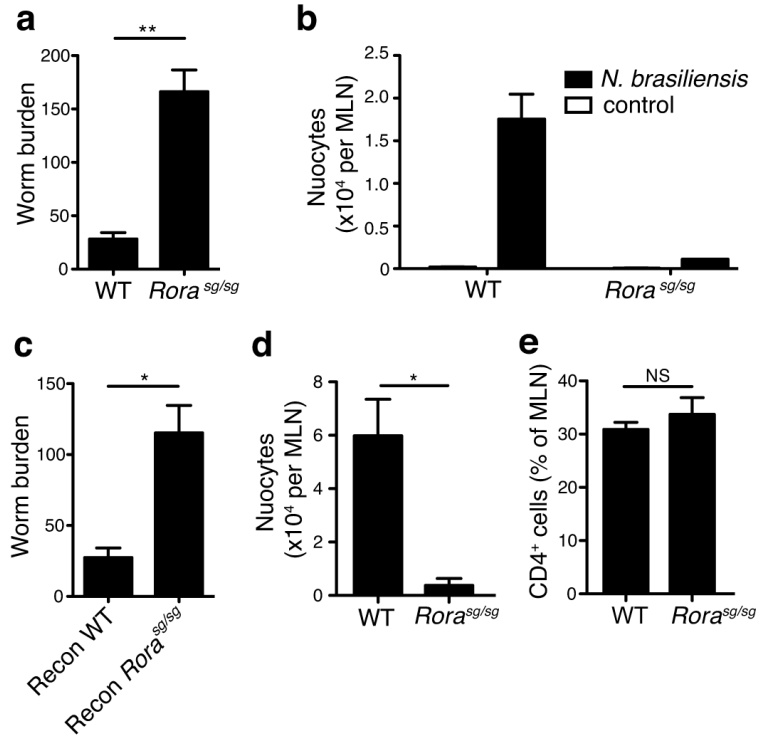 a
**
Worm burden
200
150
100
50
0
WT
Rora sg/sg
b
Nuocytes
(x10⁴ per MLN)
2.5
2.0
1.5
1.0
0.5
0
N. brasiliensis
control
WT
Rora sg/sg
c
*
Worm burden
150
100
50
0
Recon WT
Recon Rora sg/sg
d
*
Nuocytes
(x10⁴ per MLN)
8
6
4
2
0
WT
Rora sg/sg
e
NS
CD4⁺ cells (% of MLN)
40
30
20
10
0
WT
Rora sg/sg